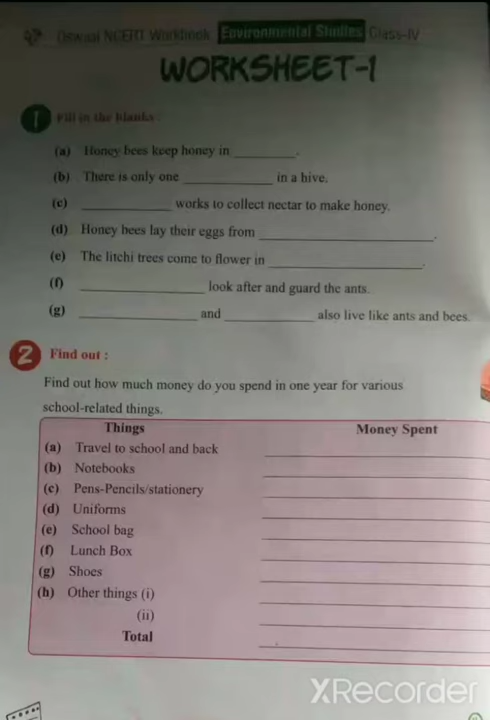 Oswaal NCERT Workbook Environmental Studies Class-IV
WORKSHEET-1
1 Fill in the blanks :
(a) Honey bees keep honey in ________.
(b) There is only one ____________ in a hive.
(c) ____________ works to collect nectar to make honey.
(d) Honey bees lay their eggs from ________________________.
(e) The litchi trees come to flower in _____________________.
(f) _________________ look after and guard the ants.
(g) ________________ and ____________ also live like ants and bees.
2 Find out :
Find out how much money do you spend in one year for various
school-related things.
Things Money Spent
(a) Travel to school and back
(b) Notebooks
(c) Pens-Pencils/stationery
(d) Uniforms
(e) School bag
(f) Lunch Box
(g) Shoes
(h) Other things (i)
(ii)
Total
XRecorder